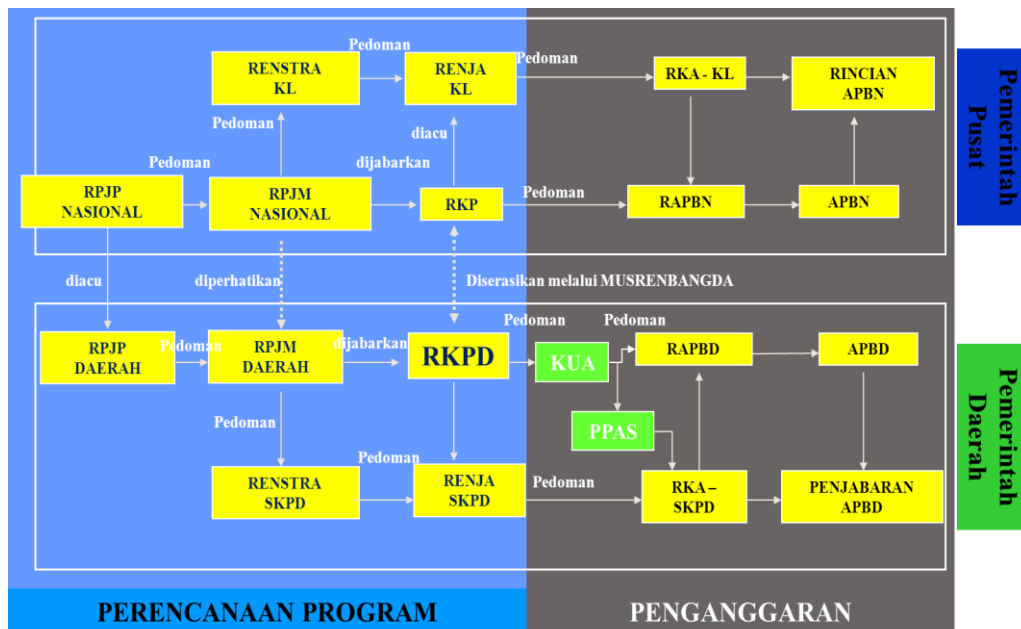 Pedoman
RENSTRA
KL
RENJA
KL
Pedoman
RKA - KL
RINCIAN
APBN
Pedoman
diacu
Pedoman
dijabarkan
RPJP
NASIONAL
RPJM
NASIONAL
RKP
Pedoman
RAPBN
APBN
Pemerintah
Pusat
diacu
diperhatikan
Diserasikan melalui MUSRENBANGDA
Pedoman
Pedoman
RPJP
DAERAH
Pedoman
RPJM
DAERAH
dijabarkan
RKPD
KUA
RAPBD
APBD
Pedoman
PPAS
Pedoman
RENSTRA
SKPD
RENJA
SKPD
Pedoman
RKA –
SKPD
PENJABARAN
APBD
Pemerintah
Daerah
PERENCANAAN PROGRAM
PENGANGGARAN